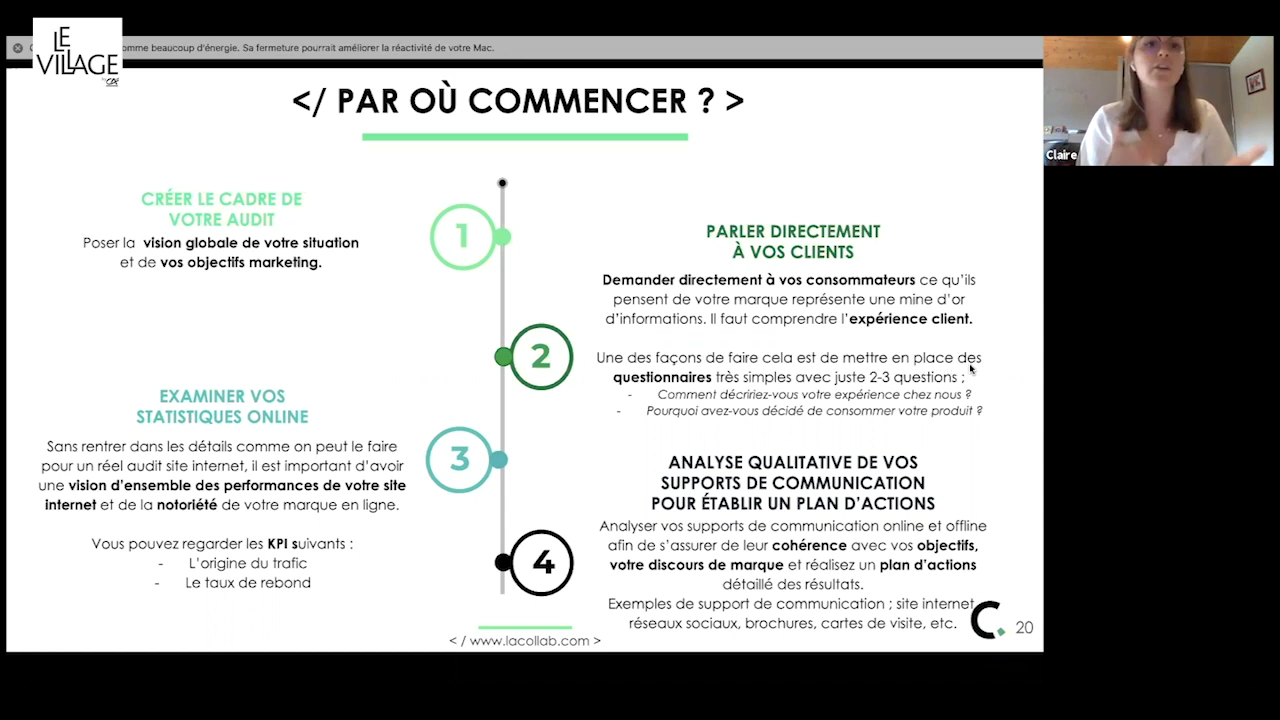 LE
VILLAGE
by CA
omme beaucoup d'énergie. Sa fermeture pourrait améliorer la réactivité de votre Mac.
</ PAR OÙ COMMENCER ? >
Claire
CRÉER LE CADRE DE
VOTRE AUDIT
Poser la vision globale de votre situation
et de vos objectifs marketing.
1
PARLER DIRECTEMENT
À VOS CLIENTS
Demander directement à vos consommateurs ce qu'ils
pensent de votre marque représente une mine d'or
d'informations. Il faut comprendre l'expérience client.
Une des façons de faire cela est de mettre en place des
questionnaires très simples avec juste 2-3 questions ;
- Comment décririez-vous votre expérience chez nous ?
- Pourquoi avez-vous décidé de consommer votre produit ?
2
EXAMINER VOS
STATISTIQUES ONLINE
Sans rentrer dans les détails comme on peut le faire
pour un réel audit site internet, il est important d'avoir
une vision d'ensemble des performances de votre site
internet et de la notoriété de votre marque en ligne.
Vous pouvez regarder les KPI suivants :
- L'origine du trafic
- Le taux de rebond
3
ANALYSE QUALITATIVE DE VOS
SUPPORTS DE COMMUNICATION
POUR ÉTABLIR UN PLAN D'ACTIONS
Analyser vos supports de communication online et offline
afin de s'assurer de leur cohérence avec vos objectifs,
votre discours de marque et réalisez un plan d'actions
détaillé des résultats.
Exemples de support de communication ; site internet,
réseaux sociaux, brochures, cartes de visite, etc.
4
</ www.lacollab.com >
C.
20